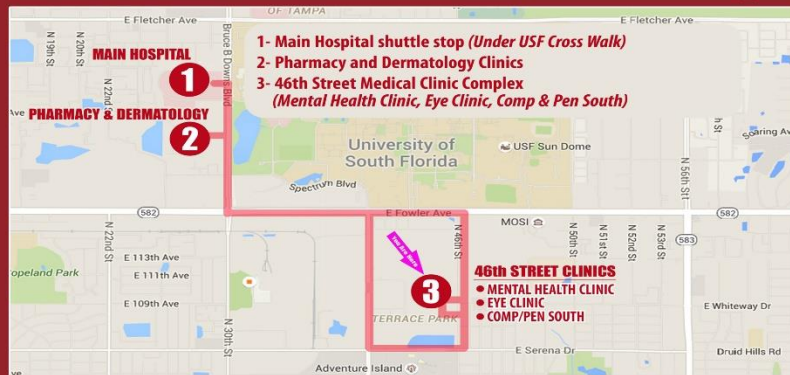 OF TAMPA
E Fletcher Ave
E Fletcher Ave
N 19th St
N 20th St
Bruce B Downs Blvd
MAIN HOSPITAL
1
1- Main Hospital shuttle stop (Under USF Cross Walk)
2- Pharmacy and Dermatology Clinics
3- 46th Street Medical Clinic Complex
(Mental Health Clinic, Eye Clinic, Comp & Pen South)
N 22nd St
Ave
PHARMACY & DERMATOLOGY
2
University of
South Florida
USF Sun Dome
h St
Soaring Av
N 56th St
Spectrum Blvd
582
E Fowler Ave
MOSI
582
583
N 22nd St
N 46th St
N 50th St
N 51st St
N 52nd St
N 53rd St
You Are Here
E 113th Ave
opeland Park
E 111th Ave
E 109th Ave
3
46th STREET CLINICS
• MENTAL HEALTH CLINIC
• EYE CLINIC
• COMP/PEN SOUTH
TERRACE PARK
E Whiteway Dr
N 30th St
E Serena Dr
Druid Hills Rd
Adventure Island
ve